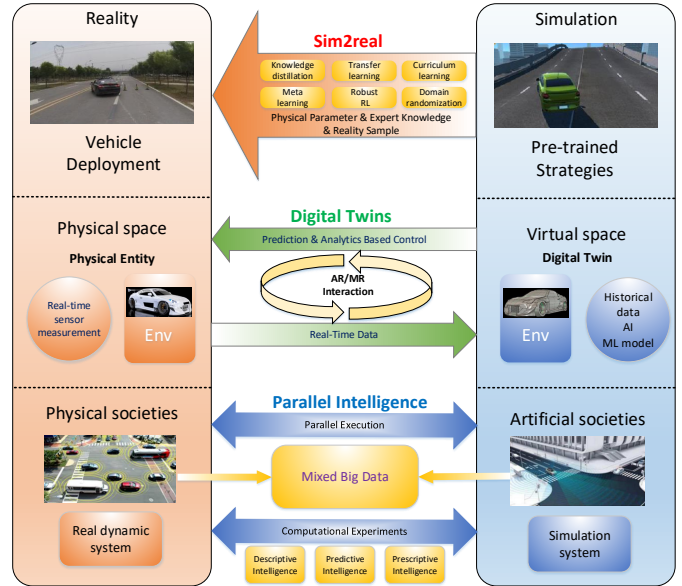 Reality
Vehicle
Deployment
Sim2real
Knowledge
distillation
Transfer
learning
Curriculum
learning
Meta
learning
Robust
RL
Domain
randomization
Physical Parameter & Expert Knowledge
& Reality Sample
Simulation
Pre-trained
Strategies
Physical space
Physical Entity
Real-time
sensor
measurement
Env
Digital Twins
Prediction & Analytics Based Control
AR/MR
Interaction
Real-Time Data
Virtual space
Digital Twin
Env
Historical
data
AI
ML model
Physical societies
Real dynamic
system
Parallel Intelligence
Parallel Execution
Mixed Big Data
Computational Experiments
Descriptive
Intelligence
Predictive
Intelligence
Prescriptive
Intelligence
Artificial societies
Simulation
system